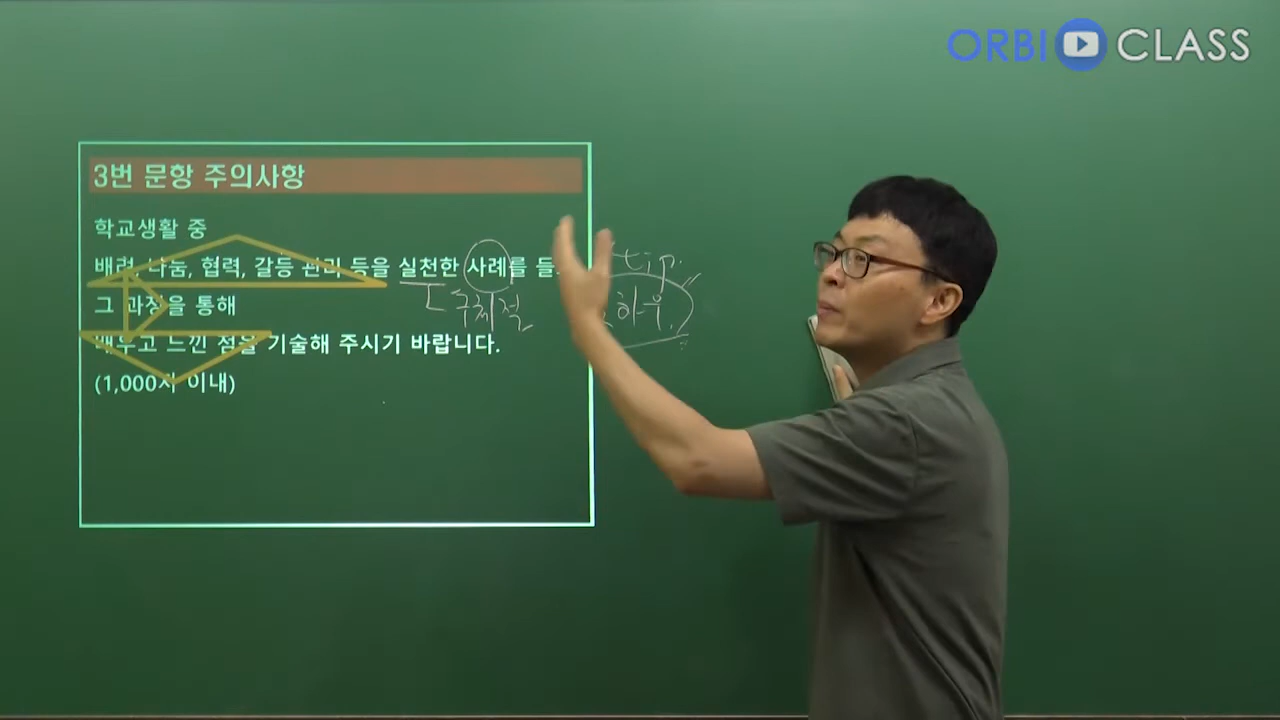 ORBI CLASS
3번 문항 주의사항
학교생활 중
배려, 나눔, 협력, 갈등 관리 등을 실천한 사례를 들
그 과정을 통해
배우고 느낀 점을 기술해 주시기 바랍니다.
(1,000자 이내)
tip.
구체적
하우